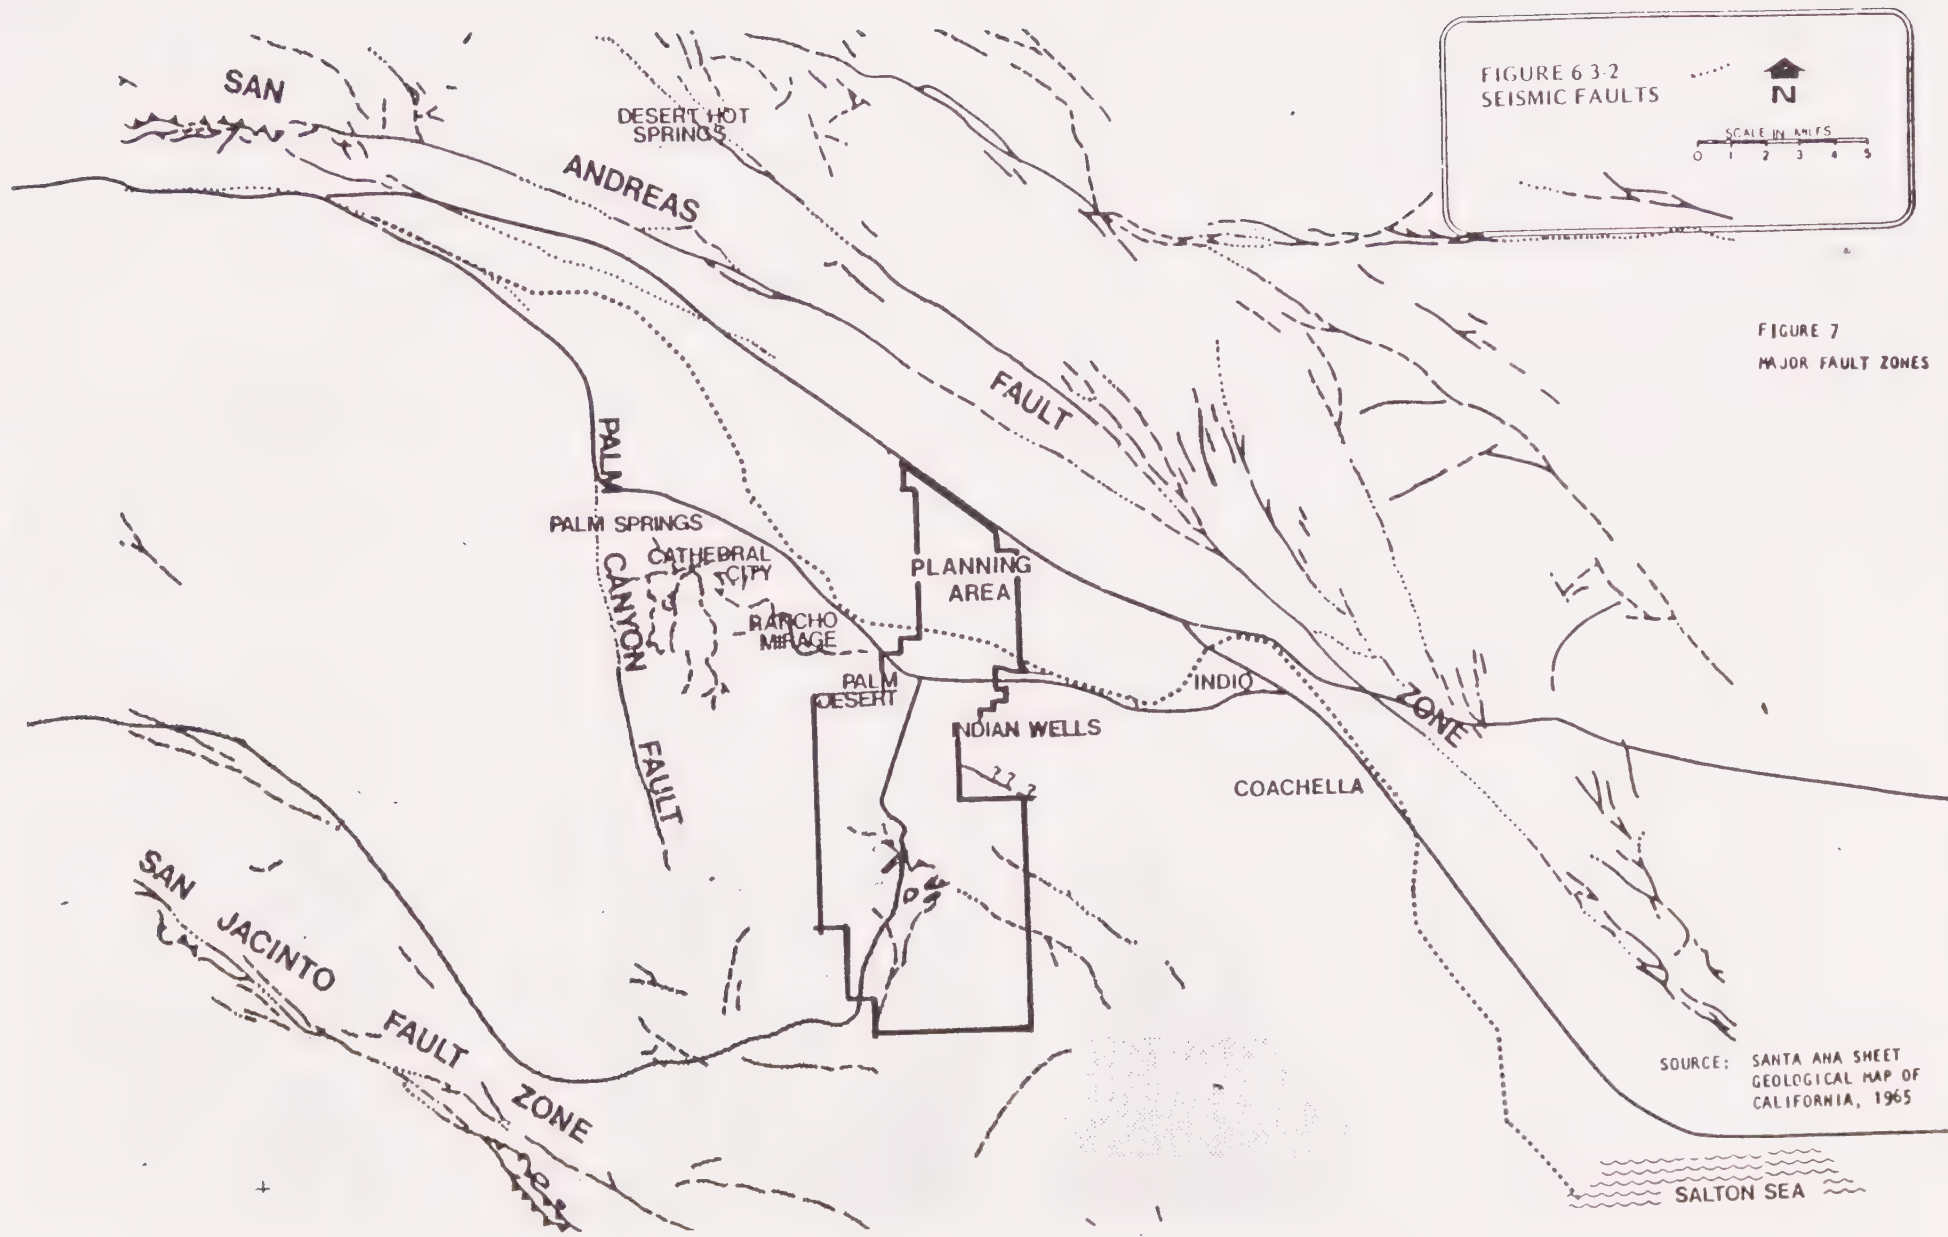 FIGURE 6 3-2
SEISMIC FAULTS
N
SCALE IN MILES
0 1 2 3 4 5
FIGURE 7
MAJOR FAULT ZONES
SAN
ANDREAS
FAULT
ZONE
DESERT HOT
SPRINGS
PALM
CANYON
FAULT
PALM SPRINGS
CATHEDRAL
CITY
RANCHO
MIRAGE
PLANNING
AREA
PALM
DESERT
INDIAN WELLS
INDIO
COACHELLA
? ? ?
SAN
JACINTO
FAULT
ZONE
SOURCE: SANTA ANA SHEET
GEOLOGICAL MAP OF
CALIFORNIA, 1965
SALTON SEA